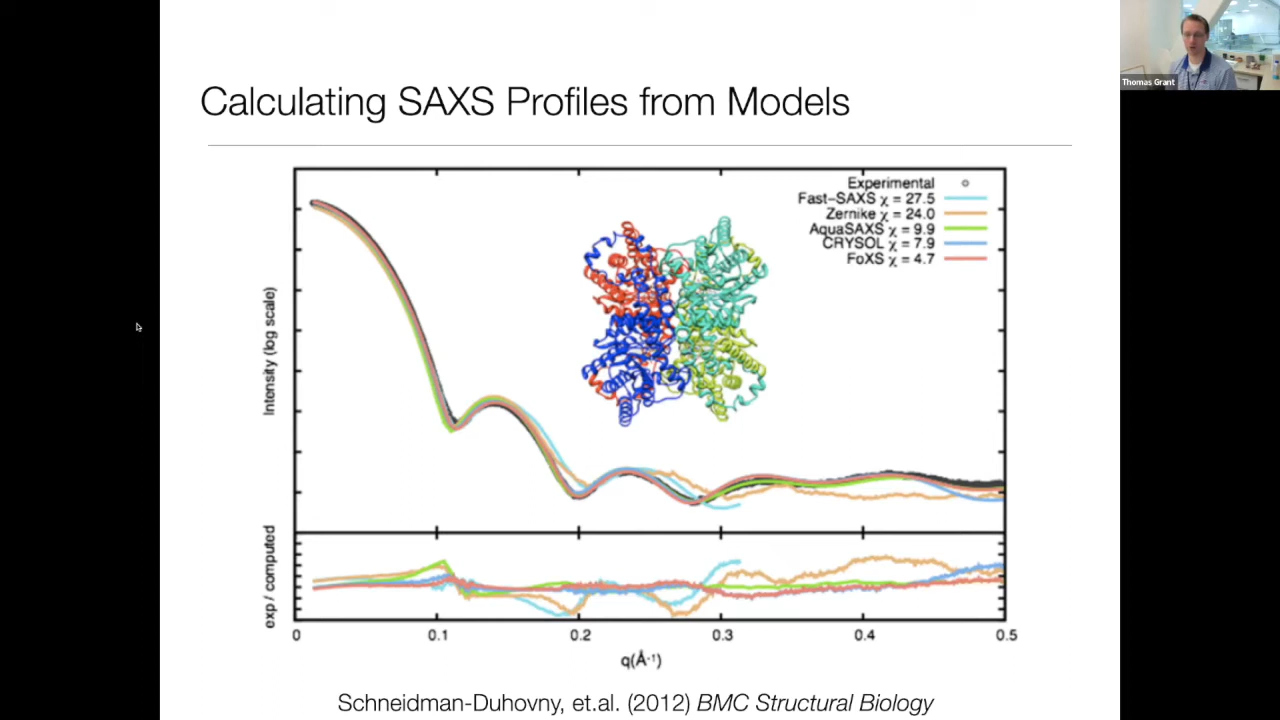 Thomas Grant
Calculating SAXS Profiles from Models
Experimental
Fast-SAXS χ = 27.5
Zernike χ = 24.0
AquaSAXS χ = 9.9
CRYSOL χ = 7.9
FoXS χ = 4.7
Intensity (log scale)
exp / computed
0 0.1 0.2 0.3 0.4 0.5
q(Å⁻¹)
Schneidman-Duhovny, et.al. (2012) BMC Structural Biology